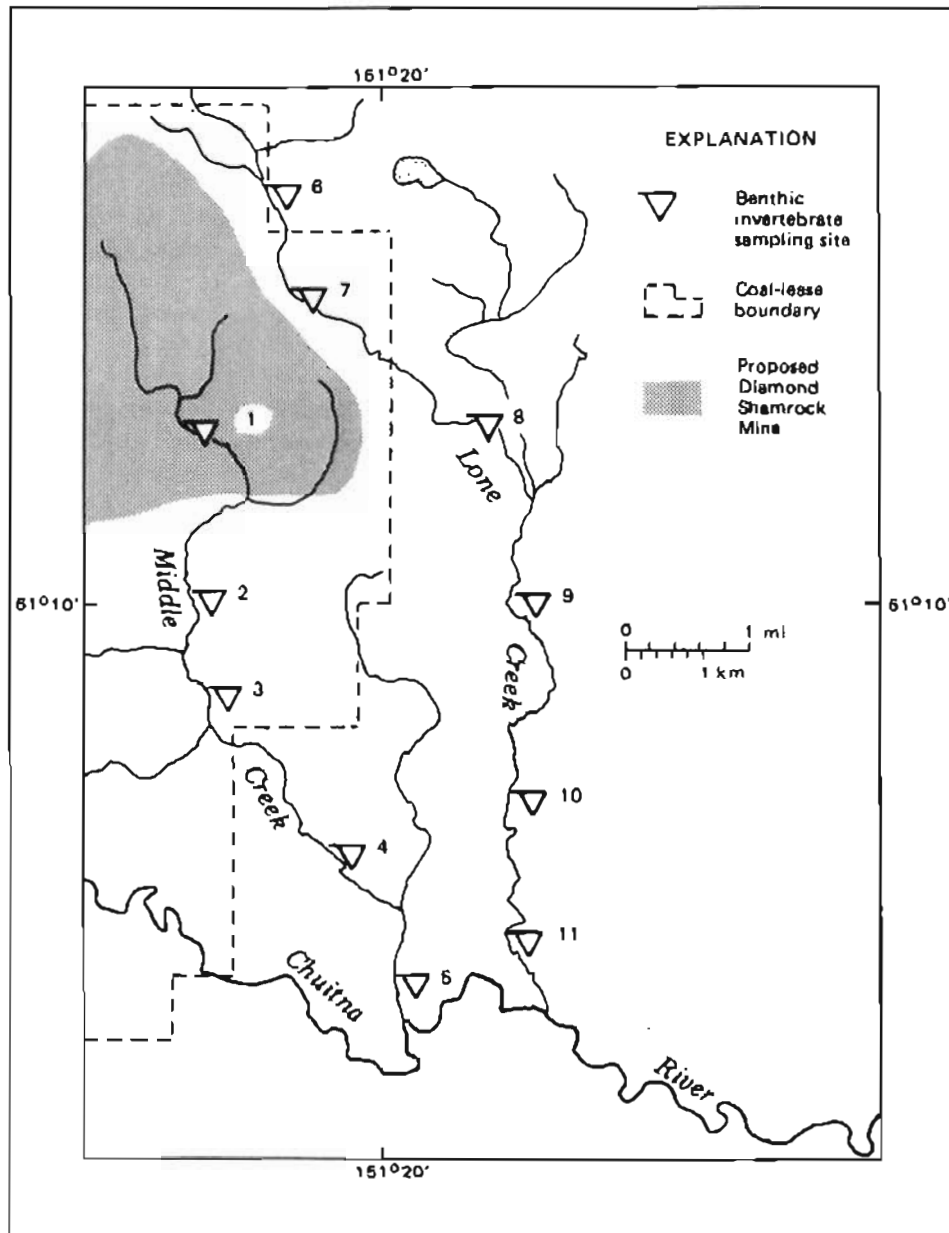 161°20'
EXPLANATION
Benthic
invertebrate
sampling site
Coal-lease
boundary
Proposed
Diamond
Shamrock
Mine
6
7
1
8
Lone
Middle
2
61°10'
9
61°10'
0 1 mi
0 1 km
Creek
3
Creek
10
4
11
5
Chuitna
River
151°20'